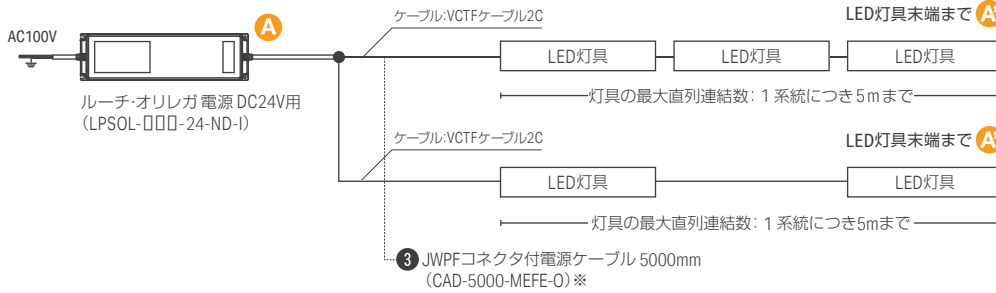 AC100V
A
ルーチ・オリレガ 電源 DC24V用
(LPSOL-▯▯▯-24-ND-I)
ケーブル:VCTFケーブル2C
LED灯具末端まで A
LED灯具
LED灯具
LED灯具
灯具の最大直列連結数: 1系統につき5mまで
ケーブル:VCTFケーブル2C
LED灯具末端まで A
LED灯具
LED灯具
灯具の最大直列連結数: 1系統につき5mまで
3 JWPFコネクタ付電源ケーブル 5000mm
(CAD-5000-MEFE-O)※